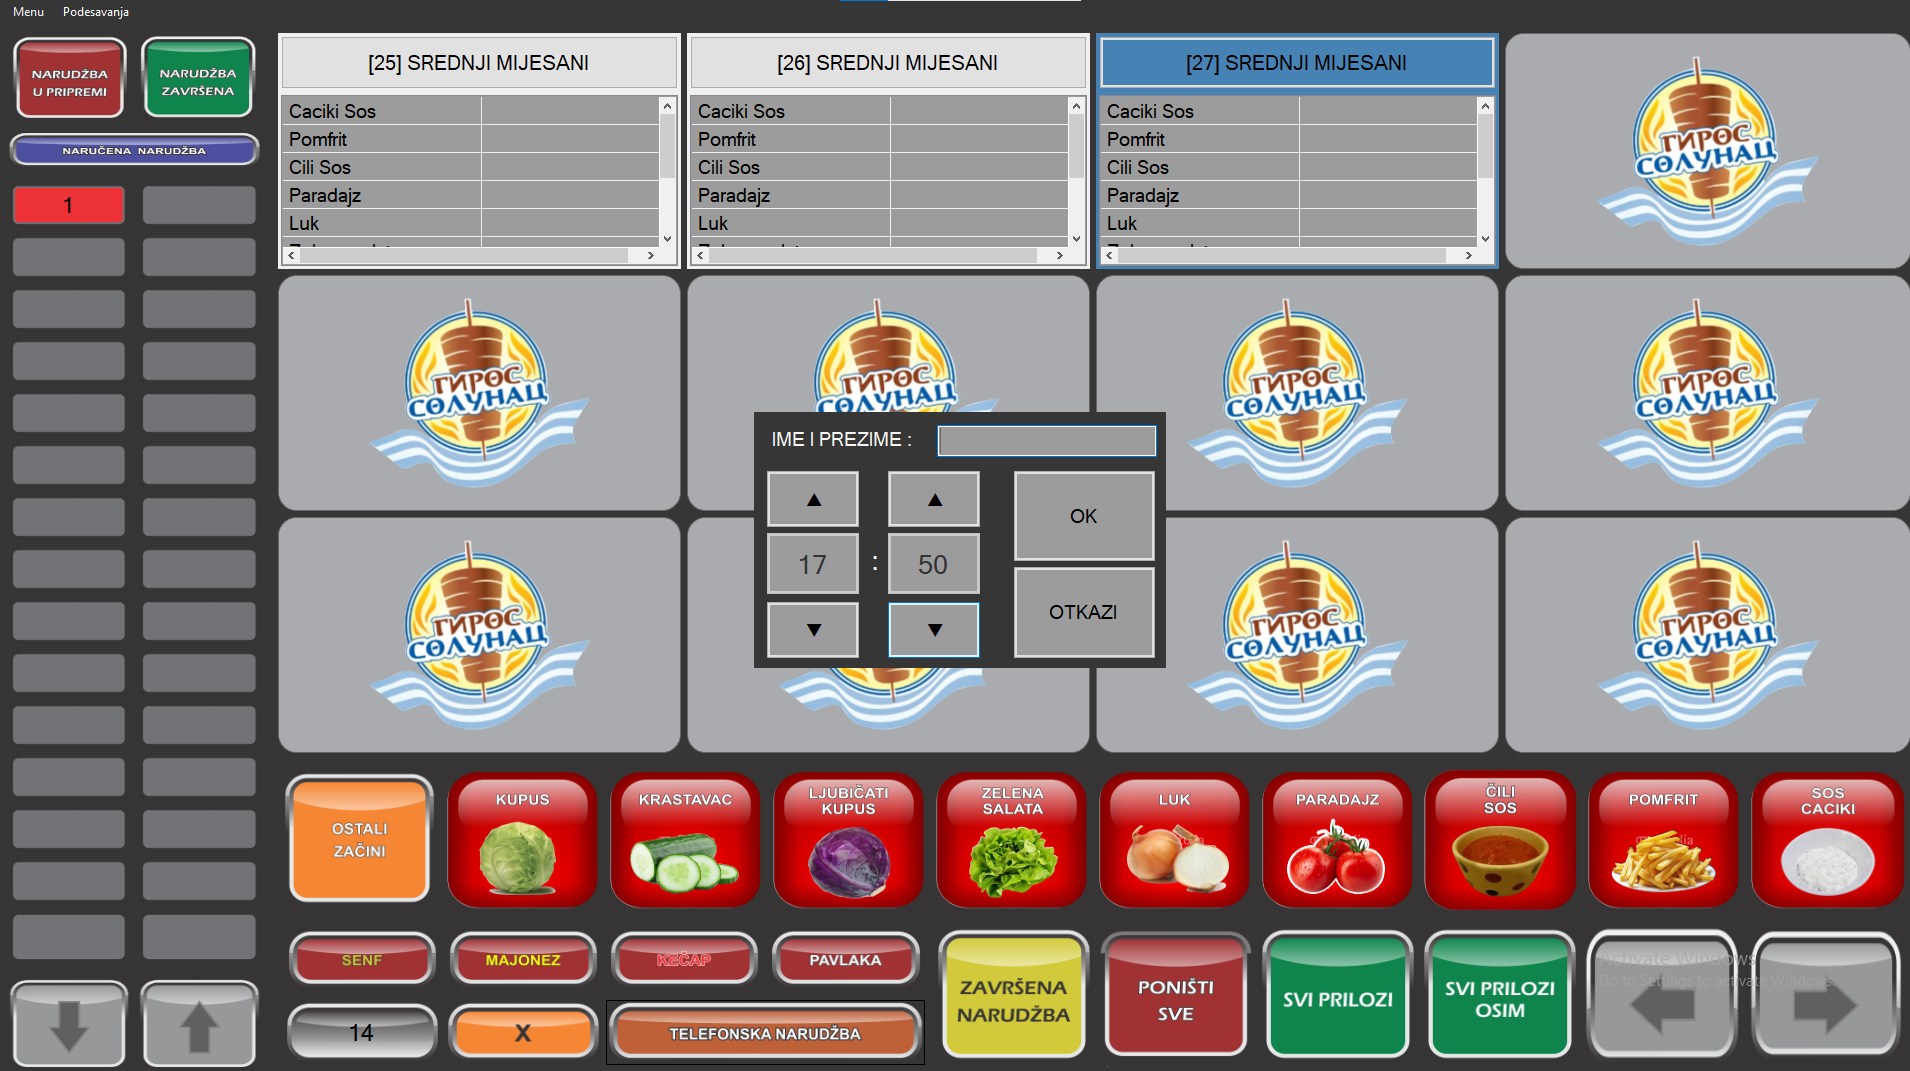 Menu Podesavanja
NARUDŽBA
U PRIPREMI
NARUDŽBA
ZAVRŠENA
NARUČENA NARUDŽBA
1
[25] SREDNJI MIJESANI
Caciki Sos
Pomfrit
Cili Sos
Paradajz
Luk
[26] SREDNJI MIJESANI
Caciki Sos
Pomfrit
Cili Sos
Paradajz
Luk
[27] SREDNJI MIJESANI
Caciki Sos
Pomfrit
Cili Sos
Paradajz
Luk
ГИРОС
СОЛУНАЦ
ГИРОС
СОЛУНАЦ
ГИРОС
СОЛУНАЦ
ГИРОС
СОЛУНАЦ
ГИРОС
СОЛУНАЦ
IME I PREZIME :
▲ ▲
17 : 50
▼ ▼
OK
OTKAZI
ГИРОС
СОЛУНАЦ
ГИРОС
СОЛУНАЦ
ГИРОС
СОЛУНАЦ
OSTALI
ZAČINI
KUPUS
KRASTAVAC
LJUBIČATI
KUPUS
ZELENA
SALATA
LUK
PARADAJZ
ČILI
SOS
POMFRIT
SOS
CACIKI
SENF
MAJONEZ
KEČAP
PAVLAKA
14
X
TELEFONSKA NARUDŽBA
ZAVRŠENA
NARUDŽBA
PONIŠTI
SVE
SVI PRILOZI
SVI PRILOZI
OSIM
Activate Windows
Go to Settings to activate Windows.